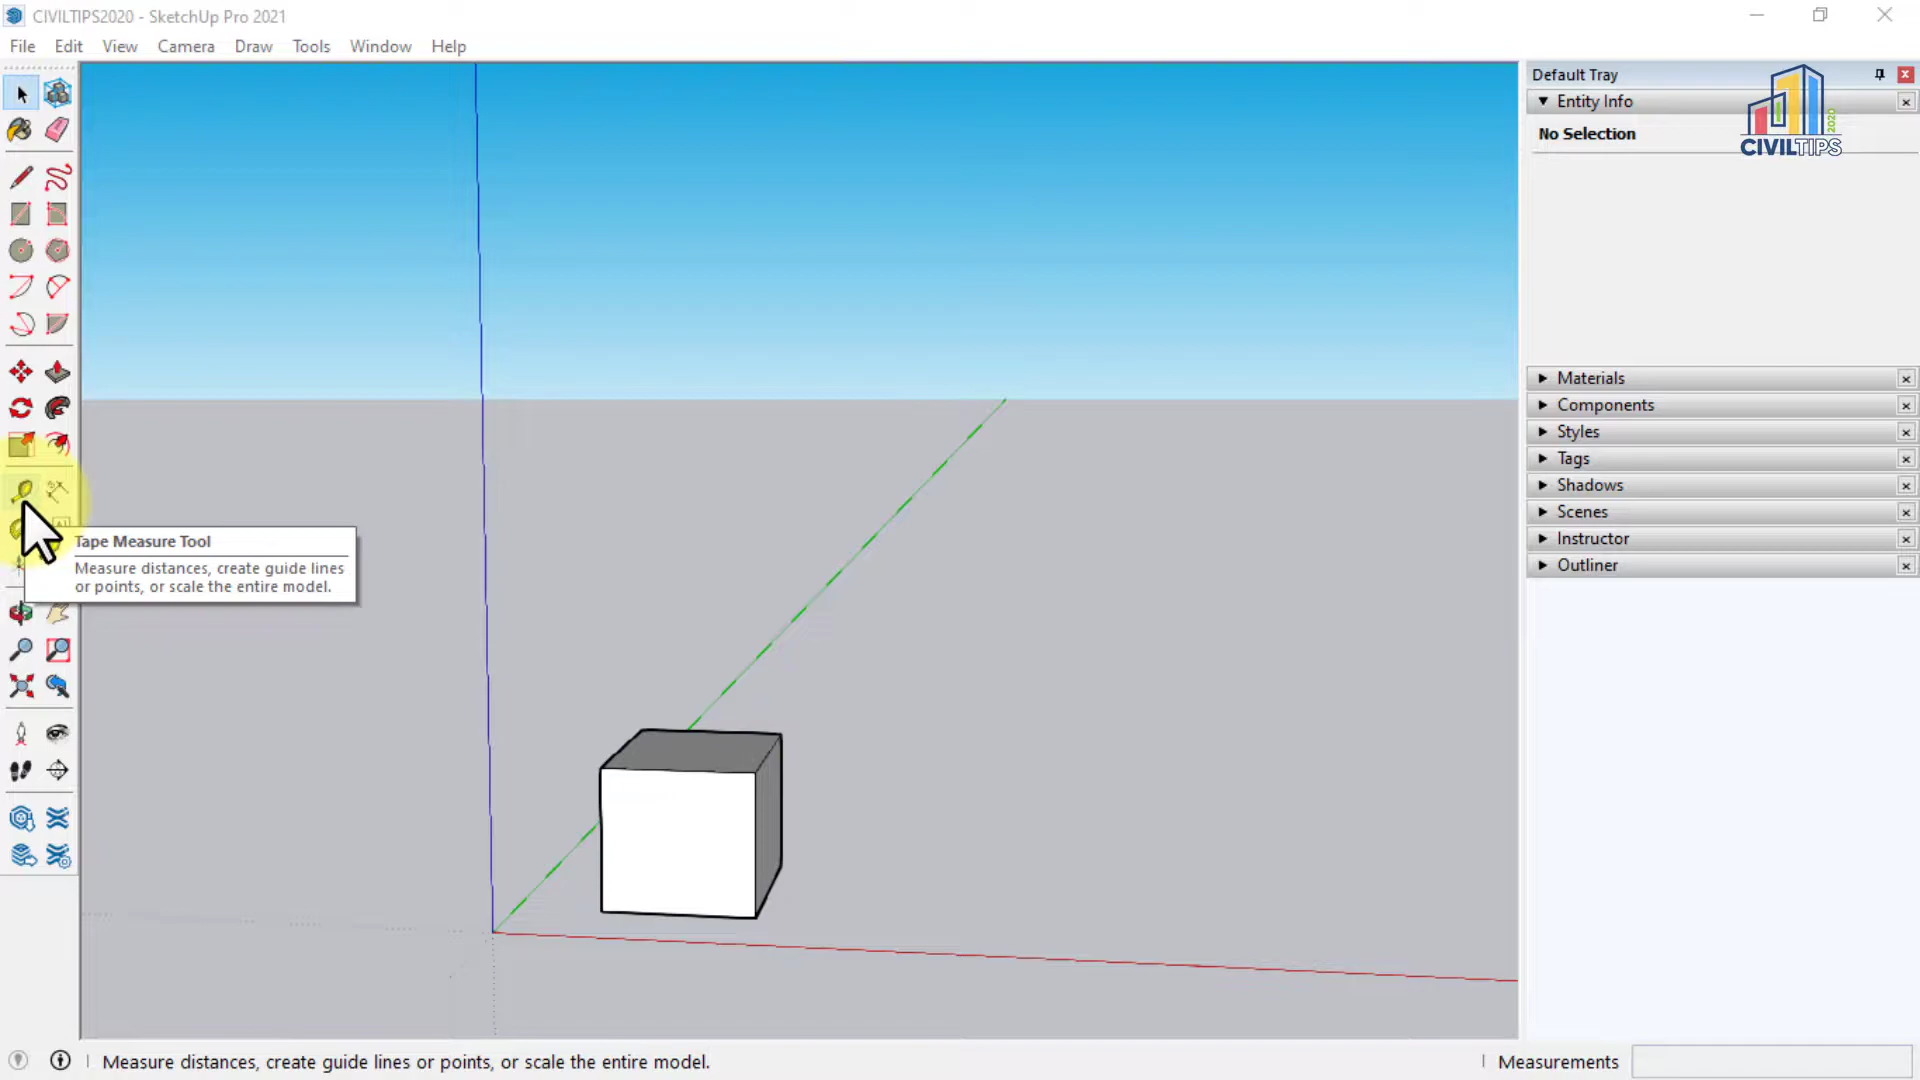 CIVILTIPS2020 - SketchUp Pro 2021
File Edit View Camera Draw Tools Window Help
Default Tray
Entity Info
No Selection
2020
CIVILTIPS
Materials
Components
Styles
Tags
Shadows
Scenes
Instructor
Outliner
Tape Measure Tool
Measure distances, create guide lines
or points, or scale the entire model.
Measure distances, create guide lines or points, or scale the entire model.
Measurements